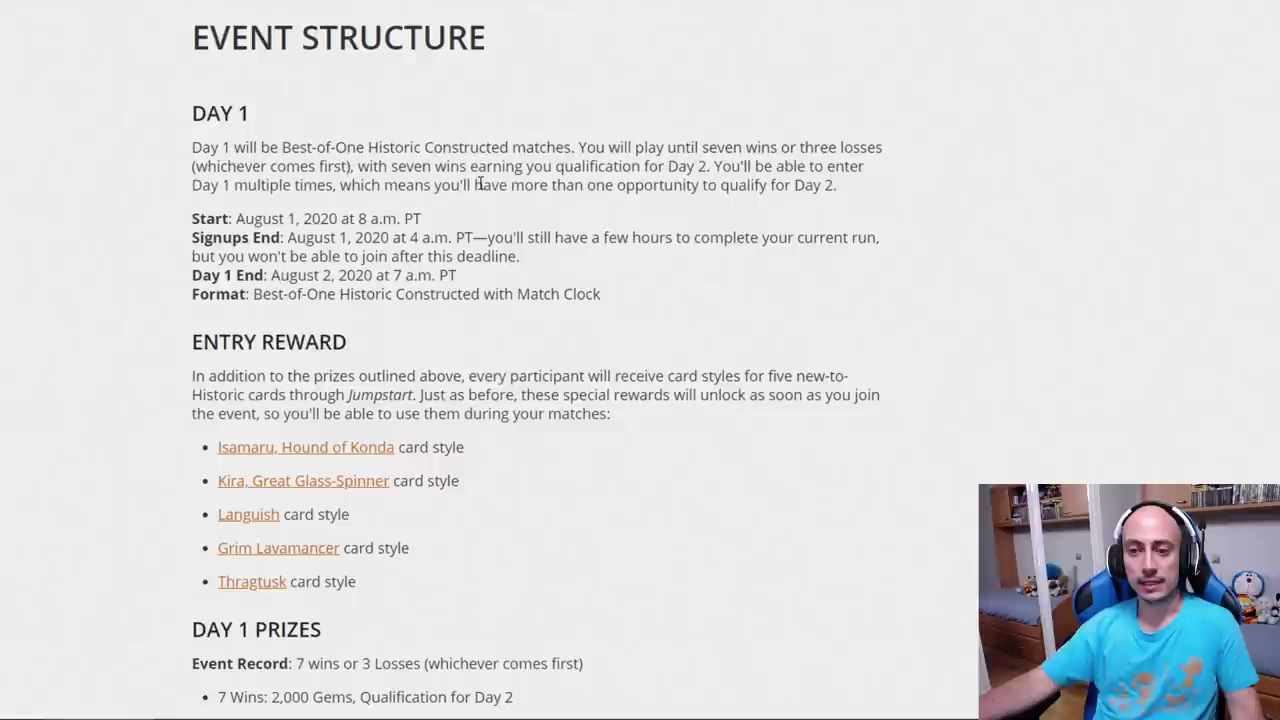 EVENT STRUCTURE
DAY 1
Day 1 will be Best-of-One Historic Constructed matches. You will play until seven wins or three losses
(whichever comes first), with seven wins earning you qualification for Day 2. You'll be able to enter
Day 1 multiple times, which means you'll have more than one opportunity to qualify for Day 2.
Start: August 1, 2020 at 8 a.m. PT
Signups End: August 1, 2020 at 4 a.m. PT—you'll still have a few hours to complete your current run,
but you won't be able to join after this deadline.
Day 1 End: August 2, 2020 at 7 a.m. PT
Format: Best-of-One Historic Constructed with Match Clock
ENTRY REWARD
In addition to the prizes outlined above, every participant will receive card styles for five new-to-
Historic cards through Jumpstart. Just as before, these special rewards will unlock as soon as you join
the event, so you'll be able to use them during your matches:
• Isamaru, Hound of Konda card style
• Kira, Great Glass-Spinner card style
• Languish card style
• Grim Lavamancer card style
• Thragtusk card style
DAY 1 PRIZES
Event Record: 7 wins or 3 Losses (whichever comes first)
• 7 Wins: 2,000 Gems, Qualification for Day 2